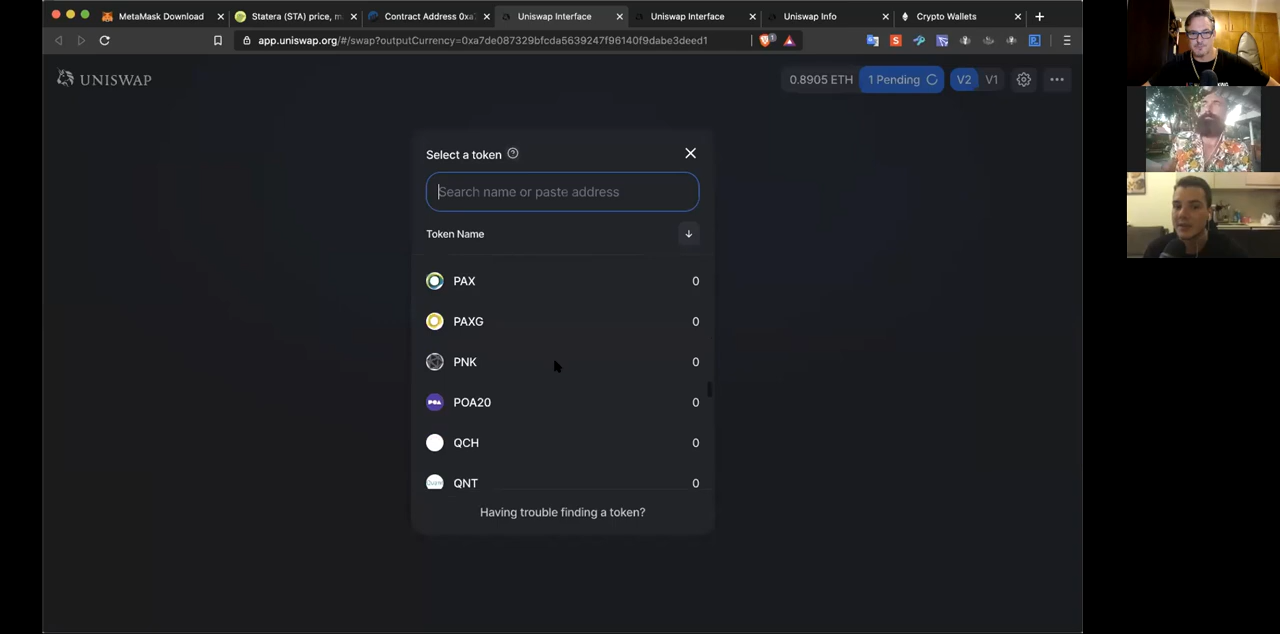 MetaMask Download
Statera (STA) price, m
Contract Address 0xa
Uniswap Interface
Uniswap Interface
Uniswap Info
Crypto Wallets
app.uniswap.org/#/swap?outputCurrency=0xa7de087329bfcda5639247f96140f9dabe3deed1
UNISWAP
0.8905 ETH
1 Pending
V2
V1
Select a token
Search name or paste address
Token Name
PAX 0
PAXG 0
PNK 0
POA20 0
QCH 0
QNT 0
Having trouble finding a token?